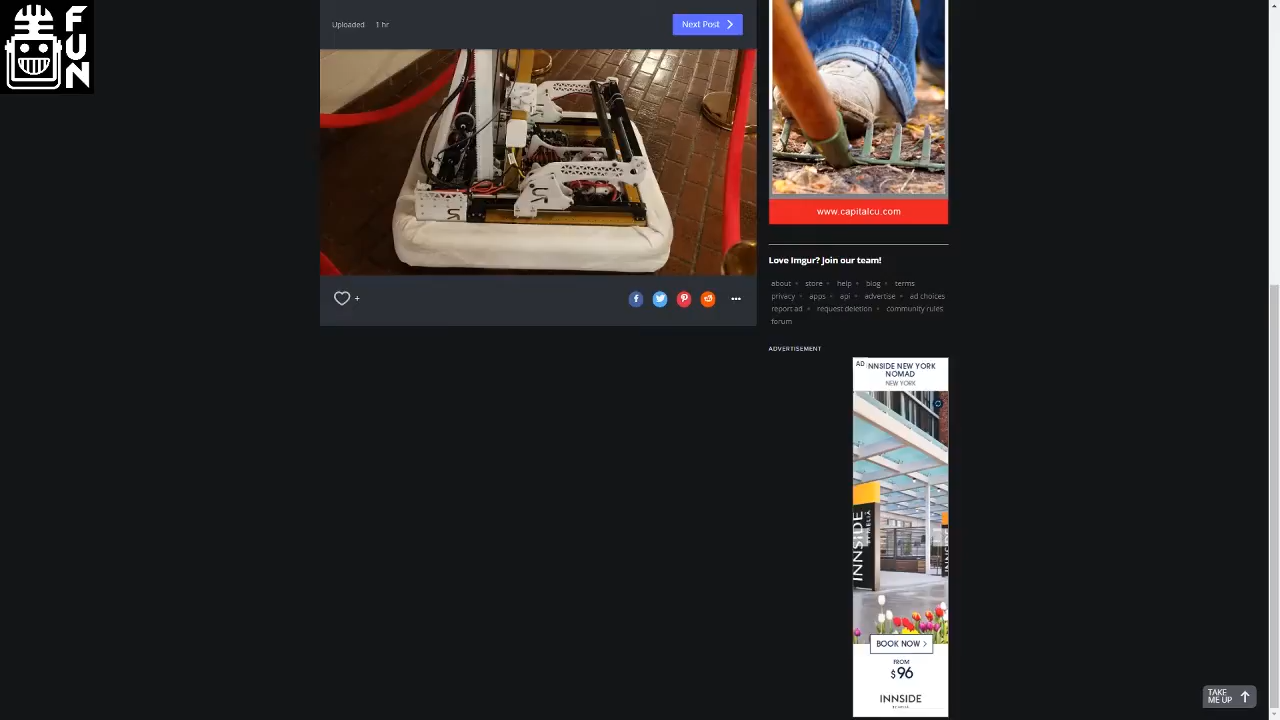 FUN
Uploaded 1 hr
Next Post
+
www.capitalcu.com
Love Imgur? Join our team!
about store help blog terms
privacy apps api advertise ad choices
report ad request deletion community rules
forum
ADVERTISEMENT
AD
NNSIDE NEW YORK
NOMAD
NEW YORK
INNSIDE
BOOK NOW >
FROM
$96
INNSIDE
TAKE
ME UP